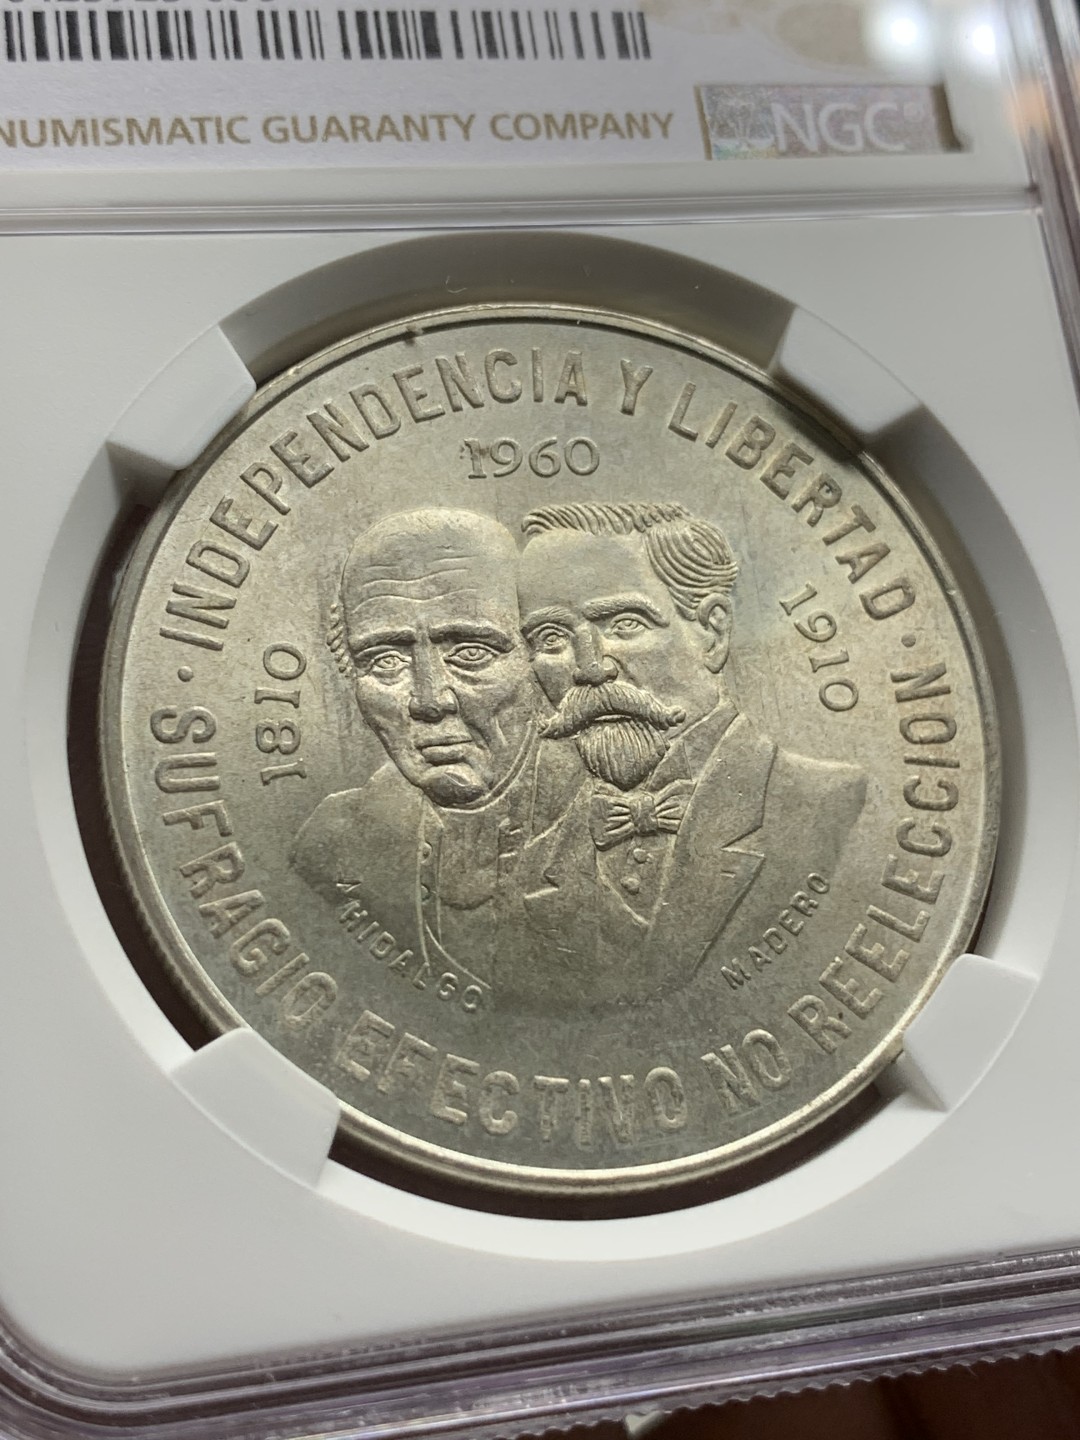 NUMISMATIC GUARANTY COMPANY
NGC®
· INDEPENDENCIA Y LIBERTAD ·
1960
1810
1910
HIDALGO
MADERO
SUFRAGIO EFECTIVO NO REELECCION